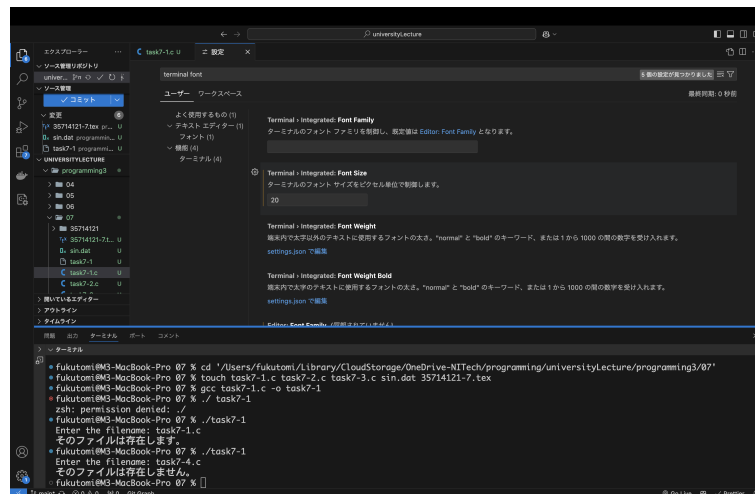 universityLecture
エクスプローラー
task7-1.c U
設定
ソース管理リポジトリ
univer...
ソース管理
コミット
変更
6
35714121-7.tex pr... U
sin.dat programmin... U
task7-1 programm... U
UNIVERSITYLECTURE
programming3
04
05
06
07
35714121
35714121-7.t... U
sin.dat U
task7-1 U
task7-1.c U
task7-2.c U
開いているエディター
アウトライン
タイムライン
terminal font
5 個の設定が見つかりました
ユーザー ワークスペース
最終同期: 0 秒前
よく使用するもの (1)
テキスト エディター (1)
フォント (1)
機能 (4)
ターミナル (4)
Terminal › Integrated: Font Family
ターミナルのフォント ファミリを制御し、既定値は Editor: Font Family となります。
Terminal › Integrated: Font Size
ターミナルのフォント サイズをピクセル単位で制御します。
20
Terminal › Integrated: Font Weight
端末内で太字以外のテキストに使用するフォントの太さ。"normal" と "bold" のキーワード、または 1 から 1000 の間の数字を受け入れます。
settings.json で編集
Terminal › Integrated: Font Weight Bold
端末内で太字のテキストに使用するフォントの太さ。"normal" と "bold" のキーワード、または 1 から 1000 の間の数字を受け入れます。
settings.json で編集
Editor: Font Family
問題 出力 ターミナル ポート コメント
ターミナル
fukutomi@M3-MacBook-Pro 07 % cd '/Users/fukutomi/Library/CloudStorage/OneDrive-NITech/programming/universityLecture/programming3/07'
fukutomi@M3-MacBook-Pro 07 % touch task7-1.c task7-2.c task7-3.c sin.dat 35714121-7.tex
fukutomi@M3-MacBook-Pro 07 % gcc task7-1.c -o task7-1
fukutomi@M3-MacBook-Pro 07 % ./ task7-1
zsh: permission denied: ./
fukutomi@M3-MacBook-Pro 07 % ./task7-1
Enter the filename: task7-1.c
そのファイルは存在します。
fukutomi@M3-MacBook-Pro 07 % ./task7-1
Enter the filename: task7-4.c
そのファイルは存在しません。
fukutomi@M3-MacBook-Pro 07 %
Git Graph
Go Live
Prettier